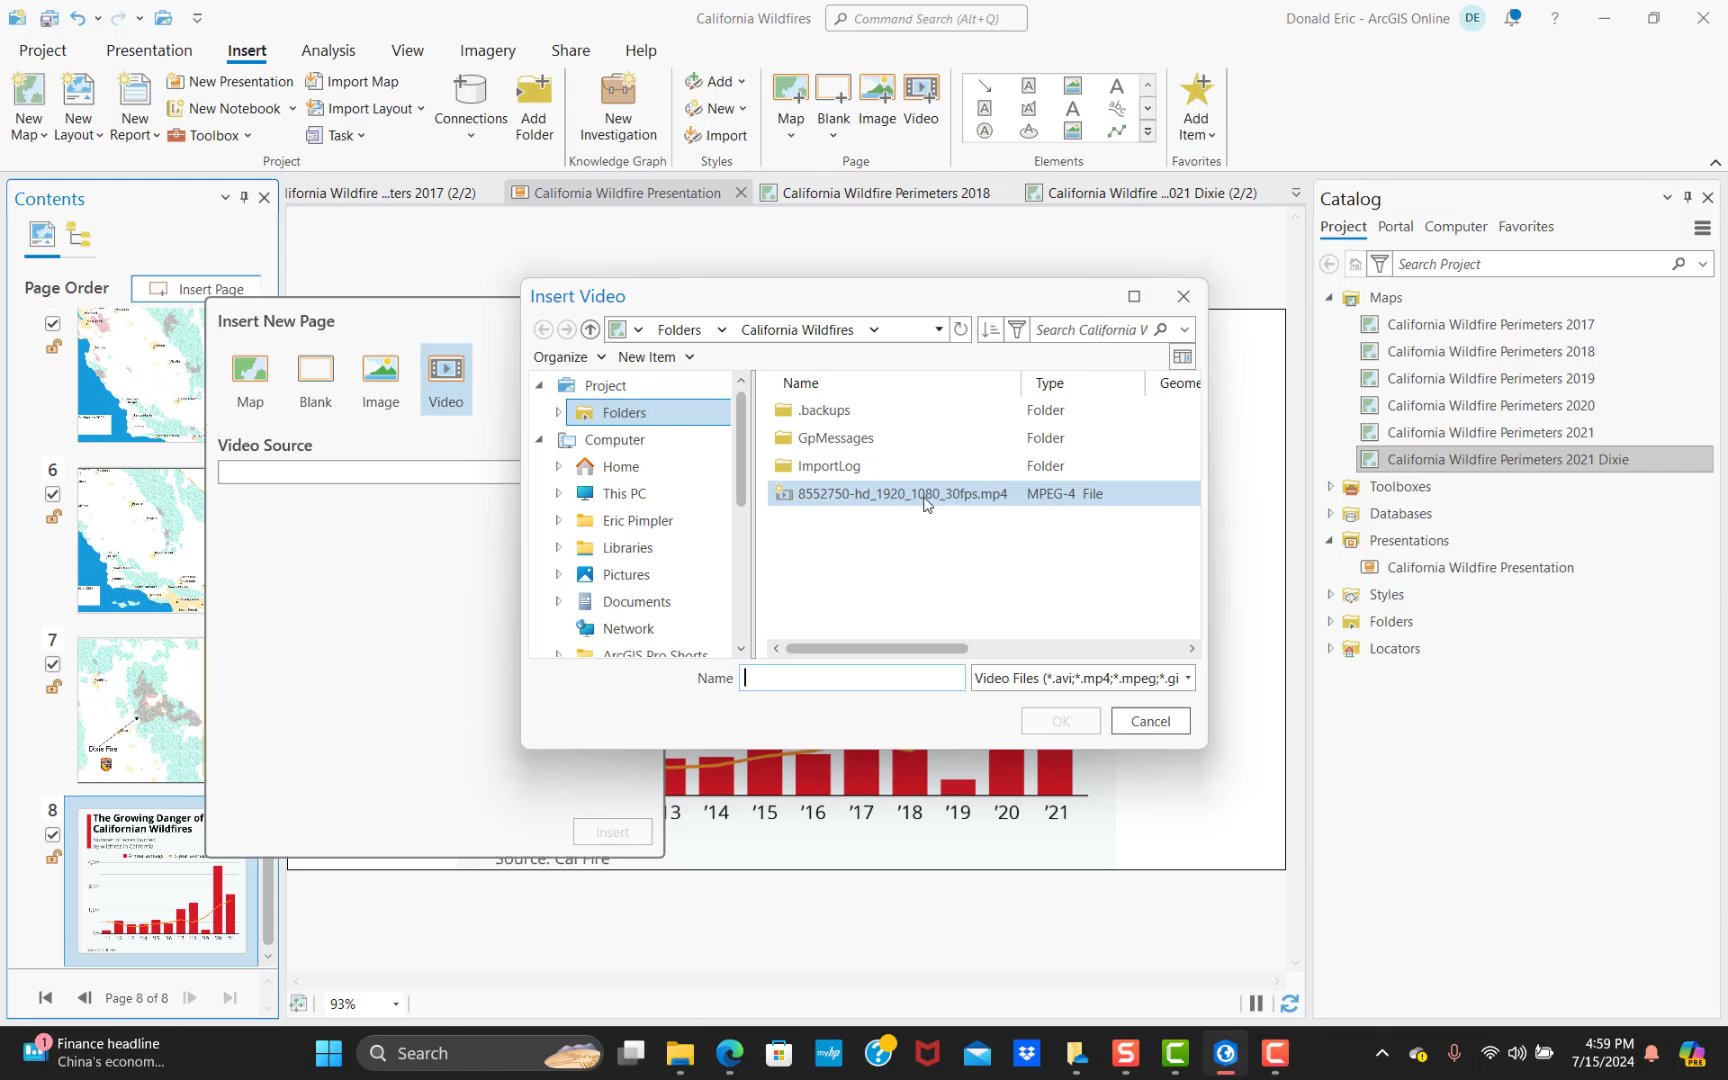 California Wildfires
Command Search (Alt+Q)
Donald Eric - ArcGIS Online
DE
?
Project
Presentation
Insert
Analysis
View
Imagery
Share
Help
New Map
New Layout
New Report
New Presentation
New Notebook
Toolbox
Import Map
Import Layout
Task
Connections
Add Folder
New Investigation
Add
New
Import
Map
Blank
Image
Video
Add Item
Project
Knowledge Graph
Styles
Page
Elements
Favorites
Contents
alifornia Wildfire ...ters 2017 (2/2)
California Wildfire Presentation
California Wildfire Perimeters 2018
California Wildfire ...021 Dixie (2/2)
Catalog
Project
Portal
Computer
Favorites
Search Project
Page Order
Insert Page
6
7
Dixie Fire
8
The Growing Danger of
Californian Wildfires
Page 8 of 8
Insert New Page
Map
Blank
Image
Video
Video Source
Insert
Insert Video
Folders
California Wildfires
Search California W
Organize
New Item
Project
Folders
Computer
Home
This PC
Eric Pimpler
Libraries
Pictures
Documents
Network
ArcGIS Pro Shorts
Name
Type
Geome
.backups
Folder
GpMessages
Folder
ImportLog
Folder
8552750-hd_1920_1080_30fps.mp4
MPEG-4 File
Name
Video Files (*.avi;*.mp4;*.mpeg;*.gi
OK
Cancel
13 '14 '15 '16 '17 '18 '19 '20 '21
Source: Cal Fire
93%
Maps
California Wildfire Perimeters 2017
California Wildfire Perimeters 2018
California Wildfire Perimeters 2019
California Wildfire Perimeters 2020
California Wildfire Perimeters 2021
California Wildfire Perimeters 2021 Dixie
Toolboxes
Databases
Presentations
California Wildfire Presentation
Styles
Folders
Locators
1
Finance headline
China's econom...
Search
4:59 PM
7/15/2024
PRE